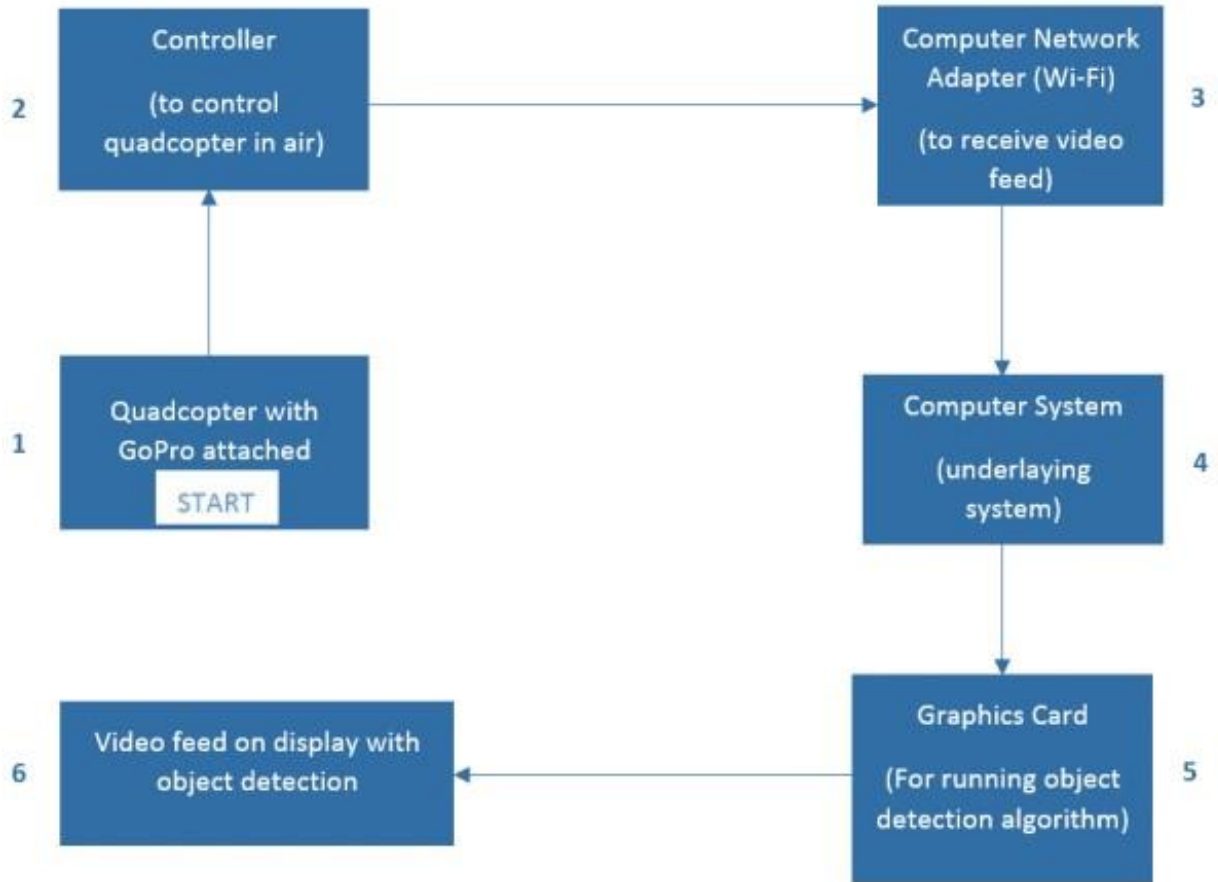 2
Controller
(to control
quadcopter in air)
Computer Network
Adapter (Wi-Fi)
(to receive video
feed)
3
1
Quadcopter with
GoPro attached
START
Computer System
(underlaying
system)
4
6
Video feed on display with
object detection
Graphics Card
(For running object
detection algorithm)
5